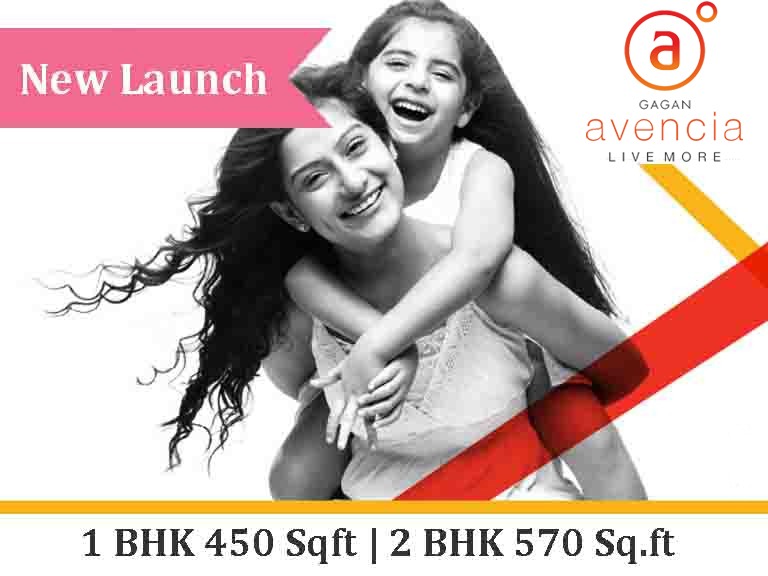 New Launch
a
GAGAN
avencia
LIVE MORE
1 BHK 450 Sqft | 2 BHK 570 Sq.ft